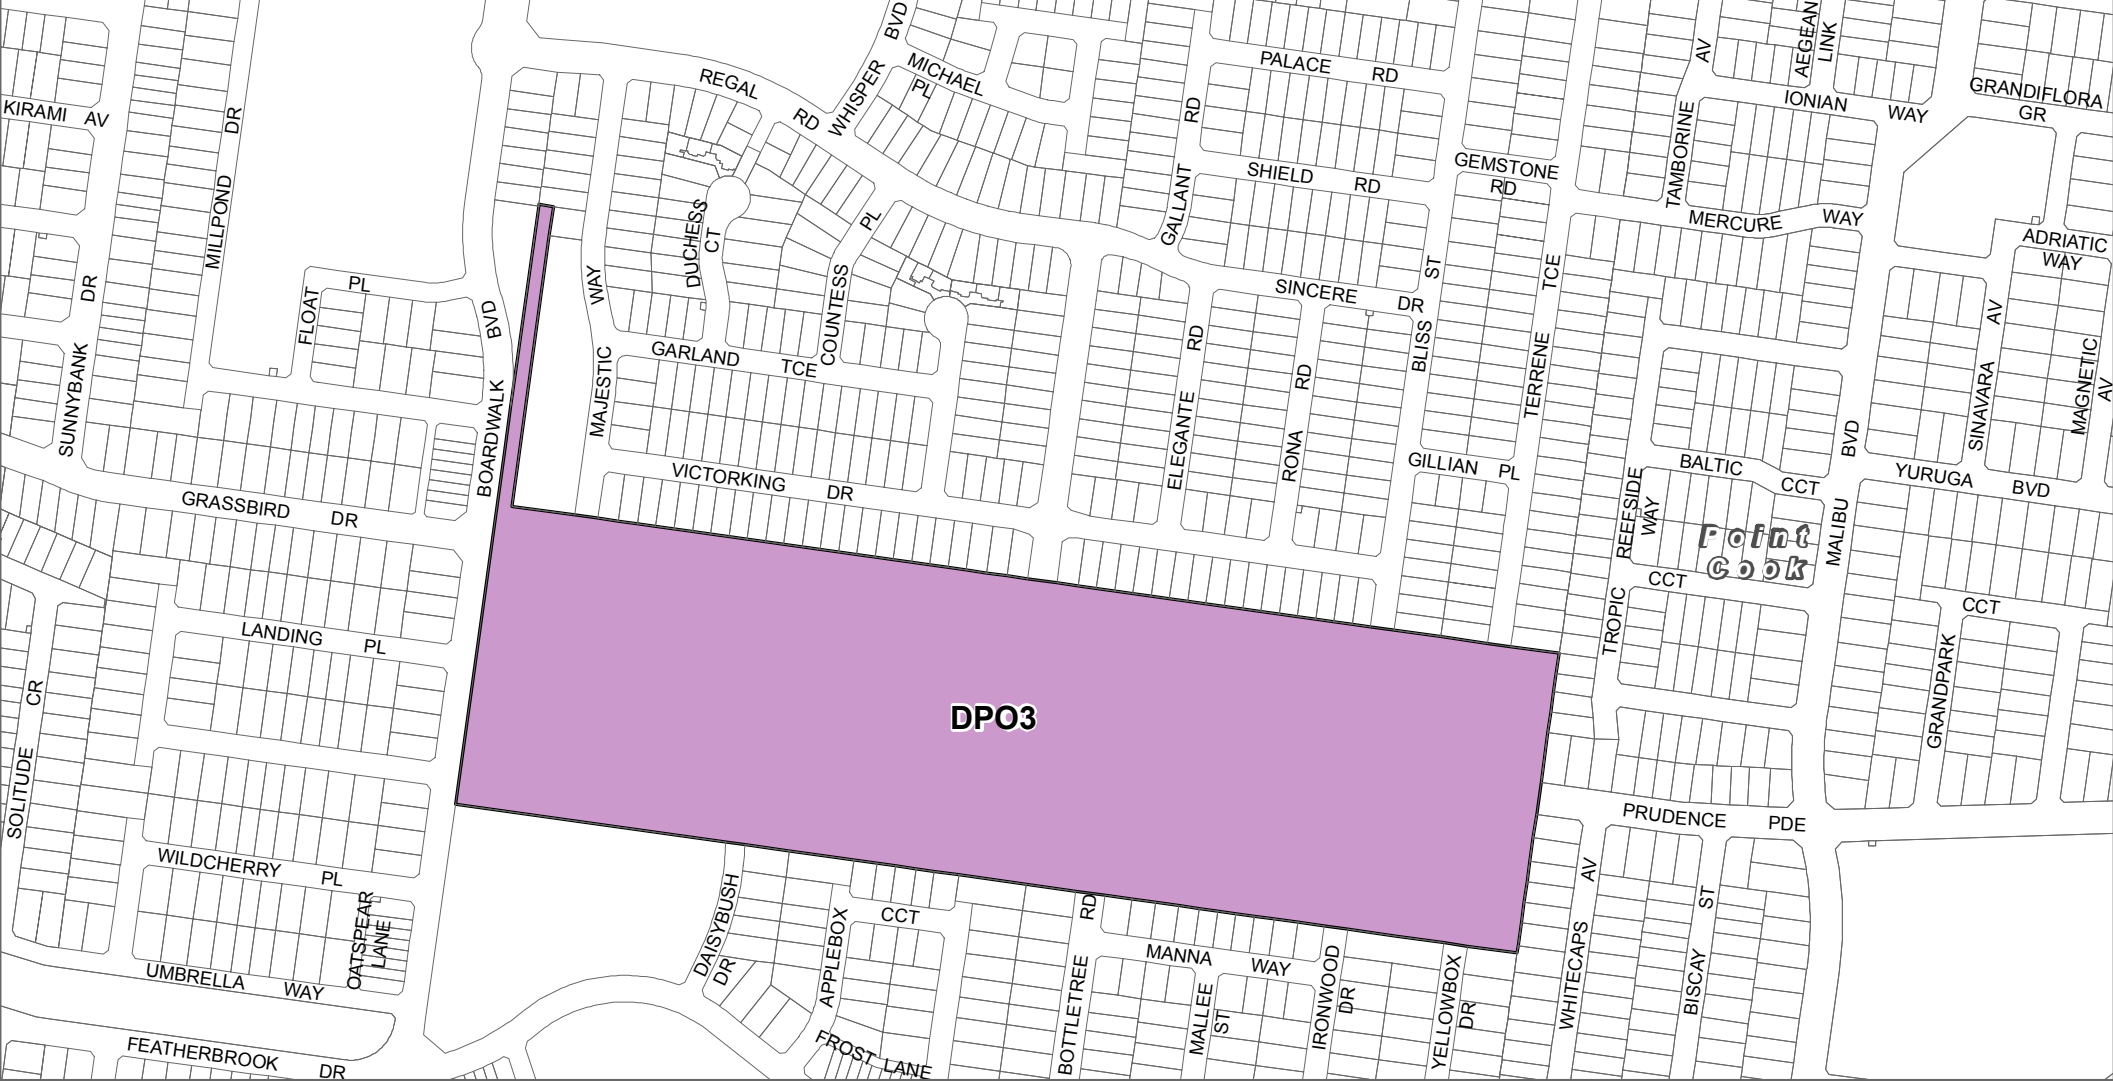 BVD
WHISPER
MICHAEL
PL
REGAL
RD
PALACE RD
RD
GALLANT
AV
TAMBORINE
AEGEAN
LINK
IONIAN WAY
GRANDIFLORA
GR
KIRAMI AV
DR
MILLPOND
GEMSTONE
RD
SHIELD RD
MERCURE WAY
ADRIATIC
WAY
DUCHESS
CT
PL
COUNTESS
WAY
MAJESTIC
FLOAT
PL
DR
SUNNYBANK
BVD
BOARDWALK
SINCERE DR
ST
BLISS
TCE
TERRENE
RD
ELEGANTE
RD
RONA
AV
SINAVARA
MAGNETIC
AV
GARLAND TCE
VICTORKING DR
GILLIAN PL
BALTIC
CCT
BVD
MALIBU
YURUGA BVD
GRASSBIRD DR
REEFSIDE
WAY
Point
Cook
CCT
TROPIC
CCT
GRANDPARK
LANDING PL
CR
SOLITUDE
DPO3
PRUDENCE PDE
WILDCHERRY PL
OATSPEAR
LANE
UMBRELLA WAY
FEATHERBROOK DR
DAISYBUSH
DR
APPLEBOX
CCT
FROST LANE
RD
BOTTLETREE
MANNA WAY
MALLEE
ST
IRONWOOD
DR
YELLOWBOX
DR
AV
WHITECAPS
ST
BISCAY